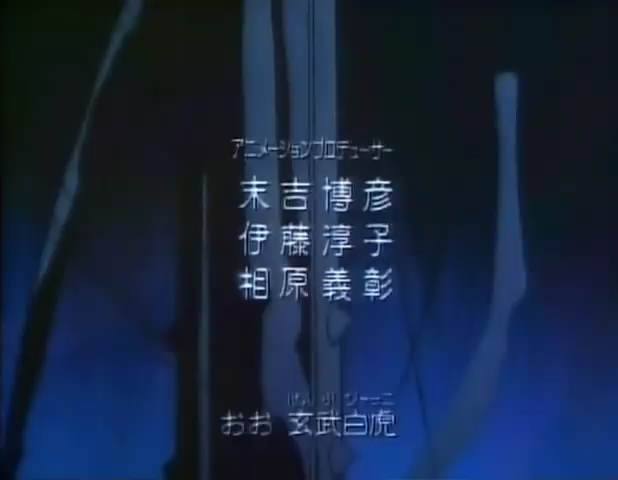 アニメーションプロデューサー
末吉博彦
伊藤淳子
相原義彰
おお 玄武白虎